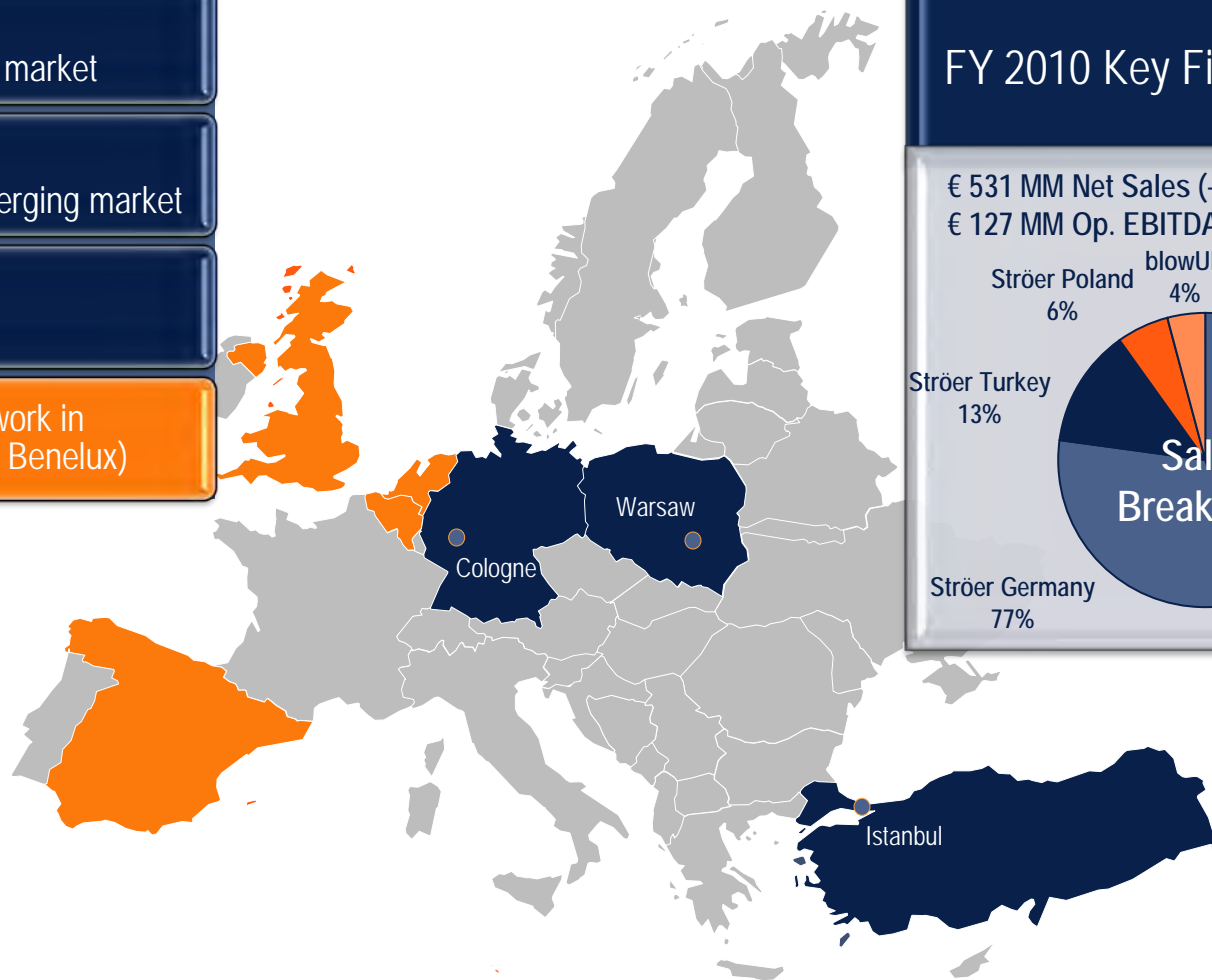 market
erging market
work in
Benelux)
FY 2010 Key Fi
€ 531 MM Net Sales (-
€ 127 MM Op. EBITDA
blowU
4%
Ströer Poland
6%
Ströer Turkey
13%
Sal
Break
Ströer Germany
77%
Warsaw
Cologne
Istanbul